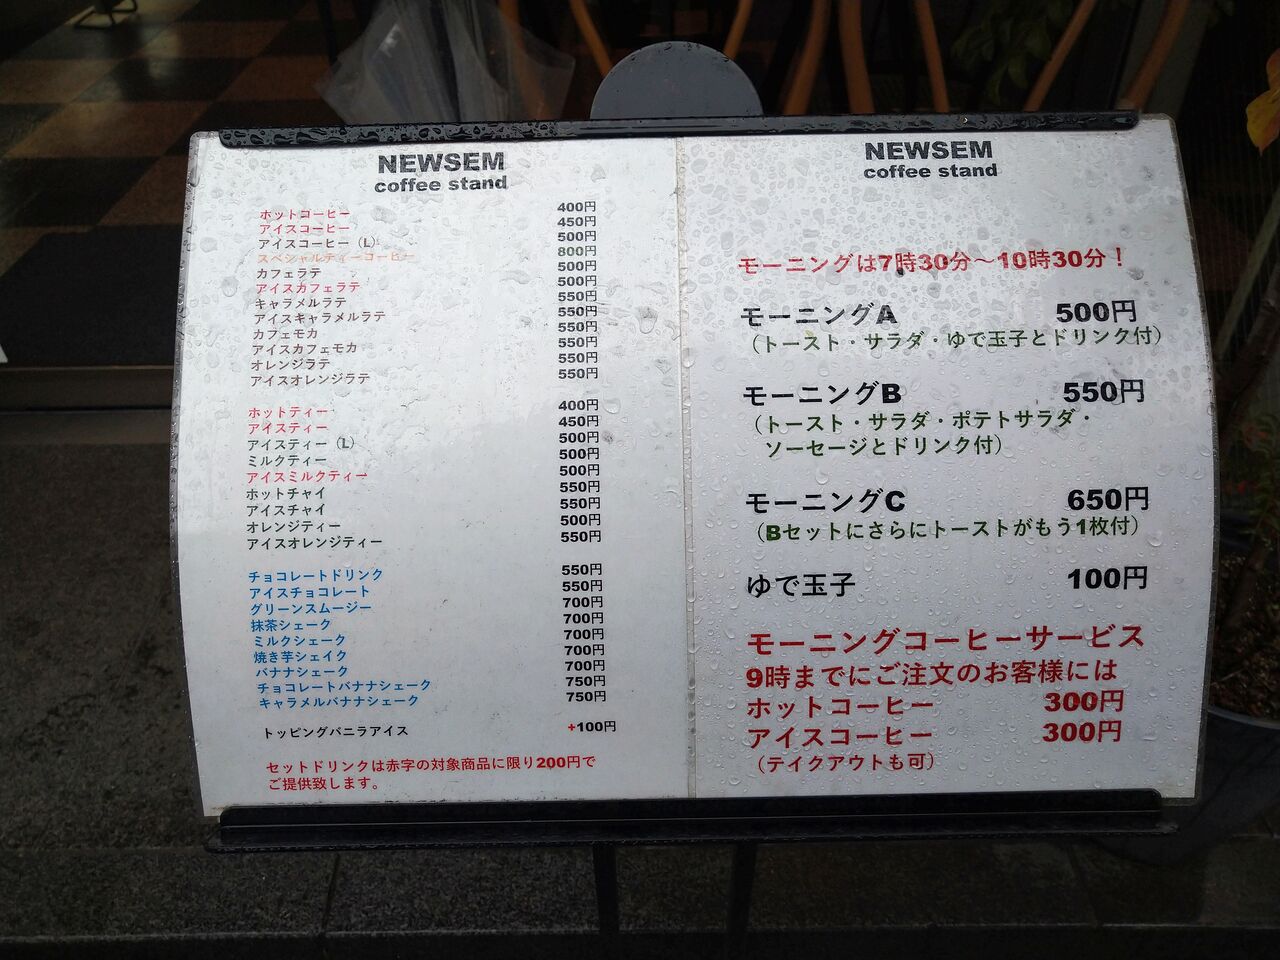 NEWSEM
coffee stand
ホットコーヒー 400円
アイスコーヒー 450円
アイスコーヒー（L） 500円
スペシャルティーコーヒー 800円
カフェラテ 500円
アイスカフェラテ 500円
キャラメルラテ 550円
アイスキャラメルラテ 550円
カフェモカ 550円
アイスカフェモカ 550円
オレンジラテ 550円
アイスオレンジラテ 550円
ホットティー 400円
アイスティー 450円
アイスティー（L） 500円
ミルクティー 500円
アイスミルクティー 500円
ホットチャイ 550円
アイスチャイ 550円
オレンジティー 500円
アイスオレンジティー 550円
チョコレートドリンク 550円
アイスチョコレート 550円
グリーンスムージー 700円
抹茶シェーク 700円
ミルクシェーク 700円
焼き芋シェイク 700円
バナナシェーク 700円
チョコレートバナナシェーク 750円
キャラメルバナナシェーク 750円
トッピングバニラアイス +100円
セットドリンクは赤字の対象商品に限り200円で
ご提供致します。
NEWSEM
coffee stand
モーニングは7時30分～10時30分！
モーニングA 500円
（トースト・サラダ・ゆで玉子とドリンク付）
モーニングB 550円
（トースト・サラダ・ポテトサラダ・
ソーセージとドリンク付）
モーニングC 650円
（Bセットにさらにトーストがもう1枚付）
ゆで玉子 100円
モーニングコーヒーサービス
9時までにご注文のお客様には
ホットコーヒー 300円
アイスコーヒー 300円
（テイクアウトも可）